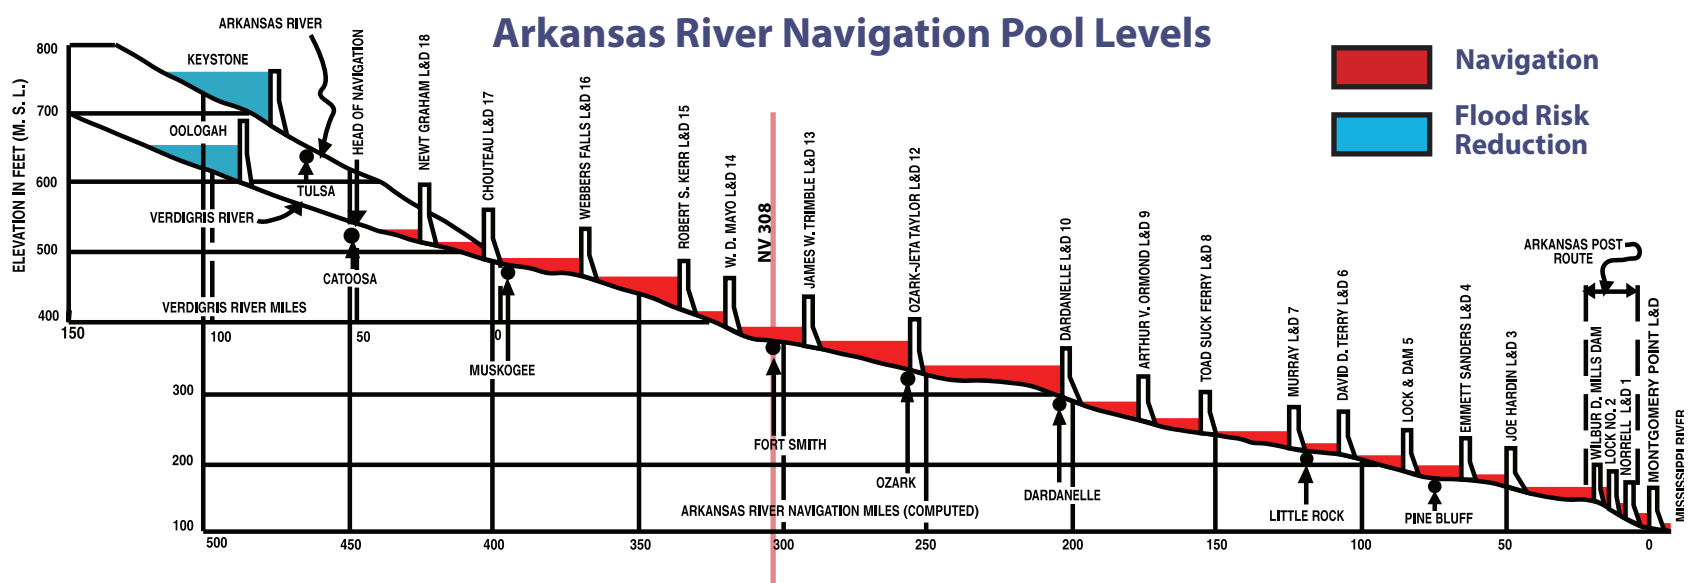 Arkansas River Navigation Pool Levels
Navigation
Flood Risk
Reduction
ELEVATION IN FEET (M. S. L.)
800
700
600
500
400
300
200
100
ARKANSAS RIVER
KEYSTONE
OOLOGAH
TULSA
VERDIGRIS RIVER
HEAD OF NAVIGATION
CATOOSA
VERDIGRIS RIVER MILES
150
100
50
0
NEWT GRAHAM L&D 18
CHOUTEAU L&D 17
MUSKOGEE
WEBBERS FALLS L&D 16
ROBERT S. KERR L&D 15
W. D. MAYO L&D 14
NV 308
JAMES W. TRIMBLE L&D 13
FORT SMITH
OZARK-JETA TAYLOR L&D 12
OZARK
DARDANELLE L&D 10
DARDANELLE
ARTHUR V. ORMOND L&D 9
TOAD SUCK FERRY L&D 8
MURRAY L&D 7
LITTLE ROCK
DAVID D. TERRY L&D 6
LOCK & DAM 5
PINE BLUFF
EMMETT SANDERS L&D 4
JOE HARDIN L&D 3
ARKANSAS POST
ROUTE
WILBUR D. MILLS DAM
LOCK NO. 2
NORRELL L&D 1
MONTGOMERY POINT L&D
MISSISSIPPI RIVER
ARKANSAS RIVER NAVIGATION MILES (COMPUTED)
500
450
400
350
300
250
200
150
100
50
0